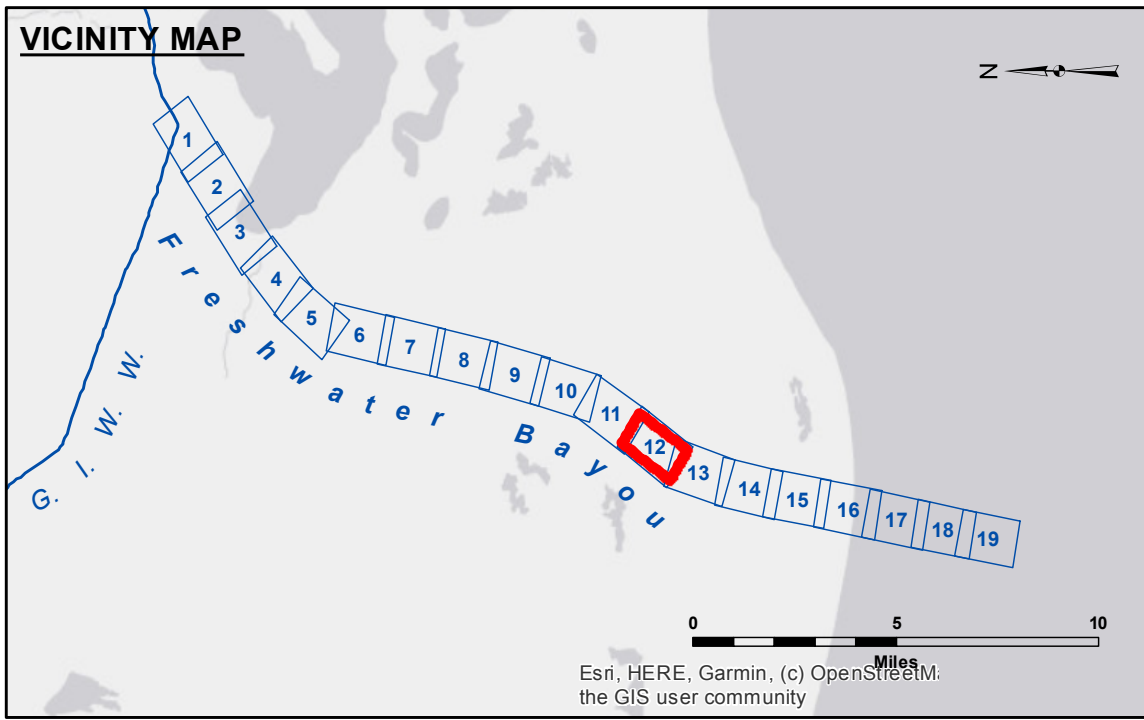 VICINITY MAP
N
1
2
3
4
5
6
7
8
9
10
11
12
13
14
15
16
17
18
19
Freshwater Bayou
G. I. W. W.
0 5 10
Miles
Esri, HERE, Garmin, (c) OpenStreetM
the GIS user community